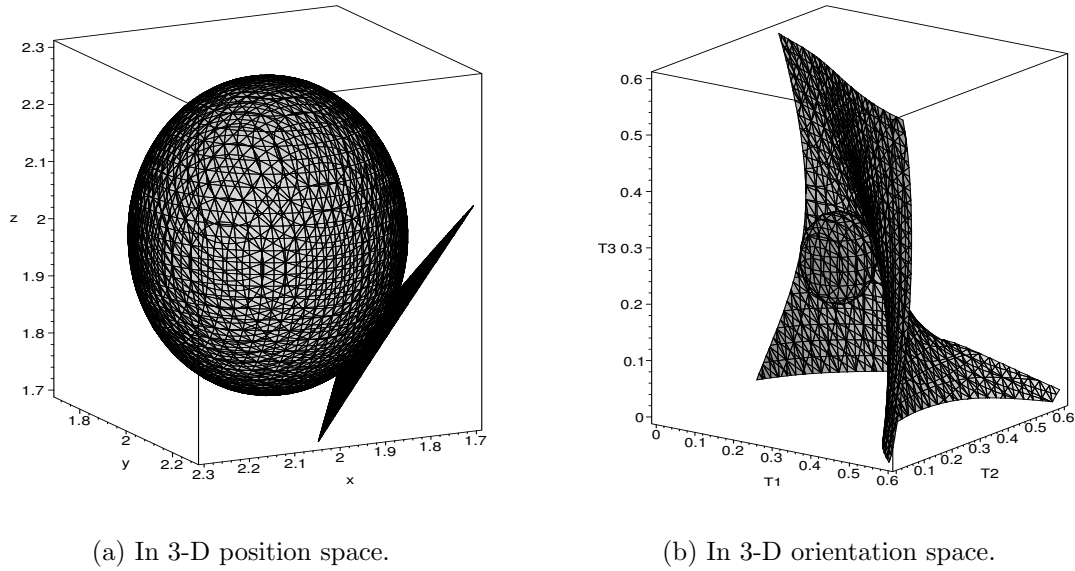 2.3
2.2
2.1
z 2
1.9
1.8
1.7
1.8
2
y
2.2
2.3 2.2 2.1 2 1.9 1.8 1.7
x
(a) In 3-D position space.
0.6
0.5
0.4
T3 0.3
0.2
0.1
0
0 0.1 0.2 0.3 0.4 0.5 0.6
T1
0.1 0.2 0.3 0.4 0.5 0.6
T2
(b) In 3-D orientation space.